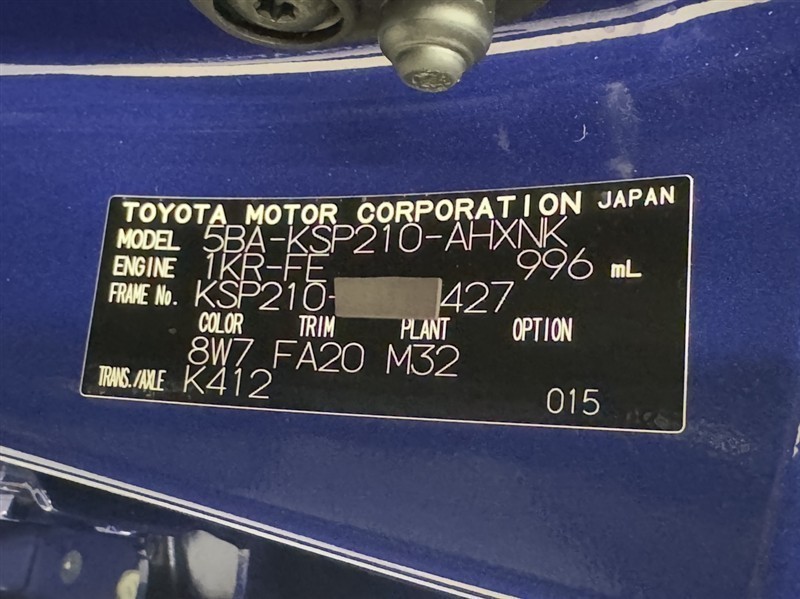 TOYOTA MOTOR CORPORATION JAPAN
MODEL 5BA-KSP210-AHXNK
ENGINE 1KR-FE 996 mL
FRAME No. KSP210- 427
COLOR TRIM PLANT OPTION
8W7 FA20 M32
TRANS./AXLE K412
015